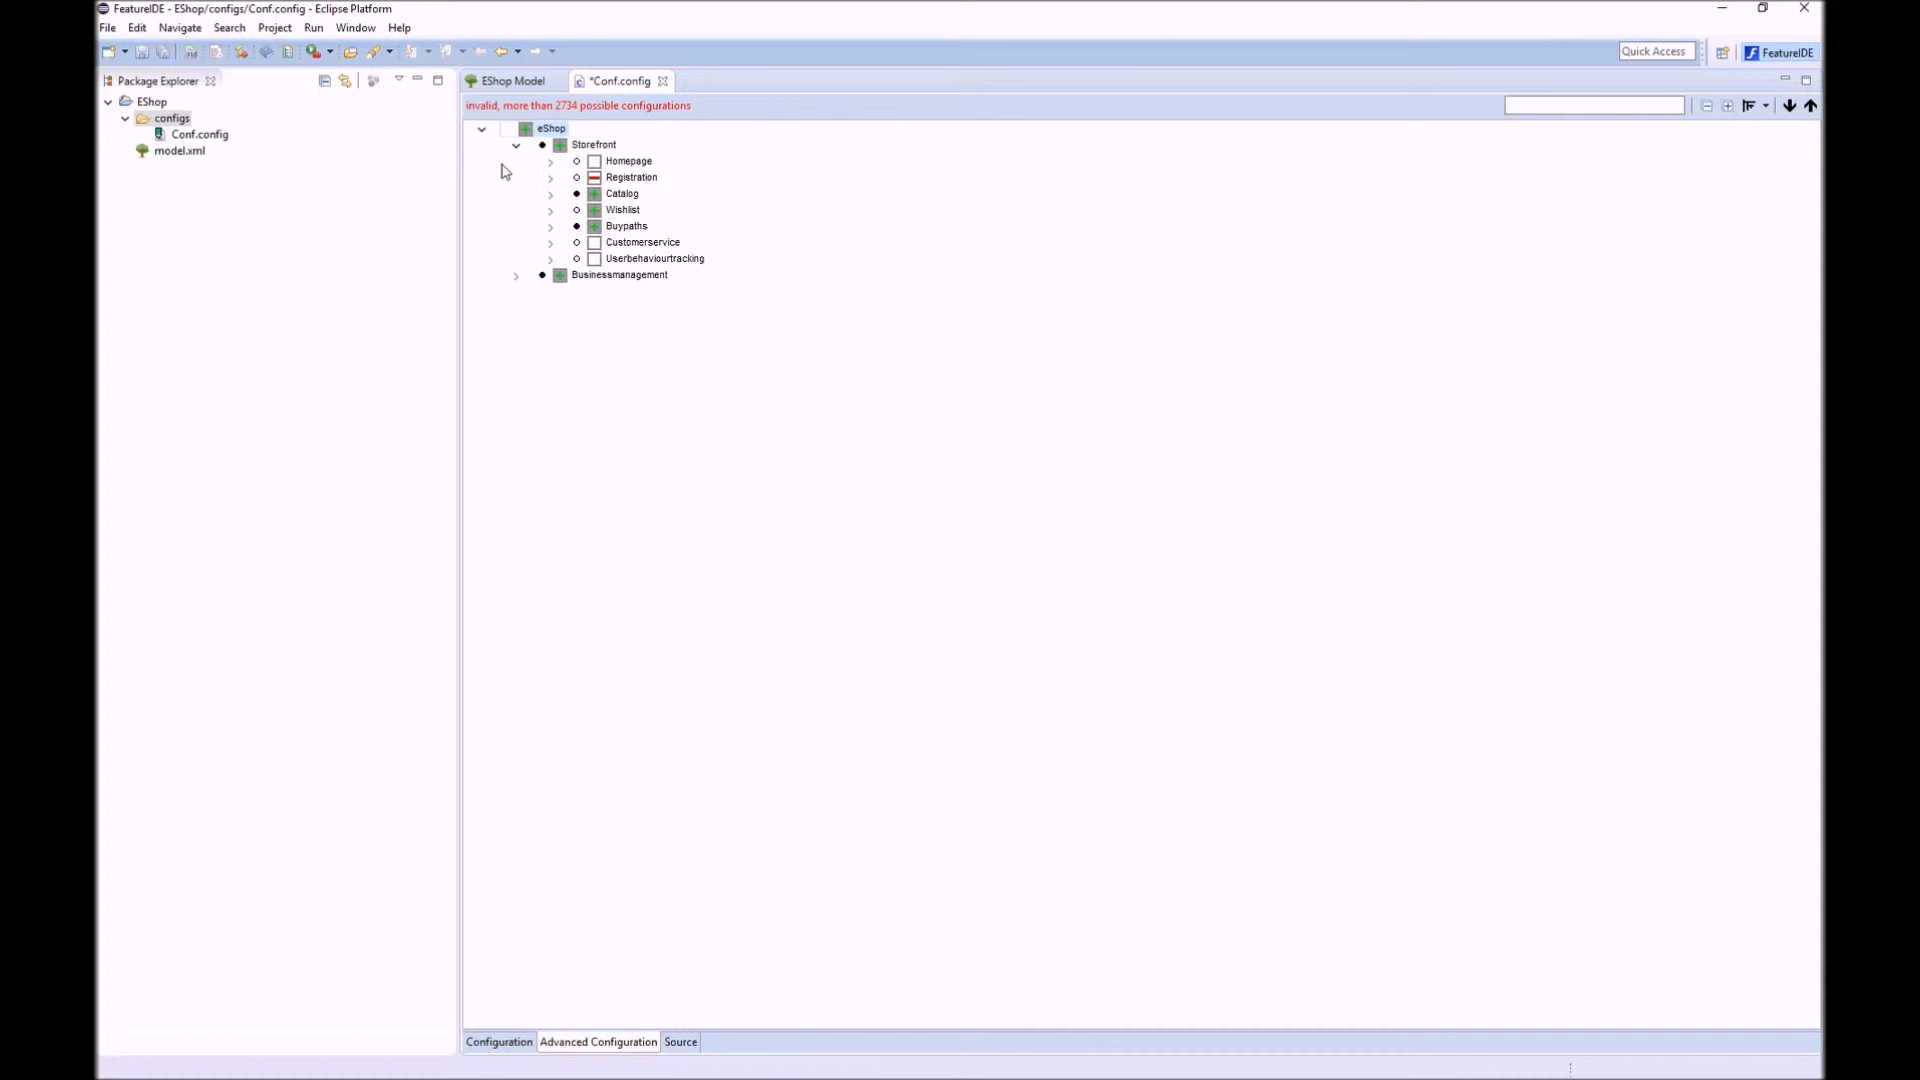 FeatureIDE - EShop/configs/Conf.config - Eclipse Platform
File Edit Navigate Search Project Run Window Help
Quick Access
FeatureIDE
Package Explorer
EShop
configs
Conf.config
model.xml
EShop Model
*Conf.config
invalid, more than 2734 possible configurations
eShop
Storefront
Homepage
Registration
Catalog
Wishlist
Buypaths
Customerservice
Userbehaviourtracking
Businessmanagement
Configuration Advanced Configuration Source